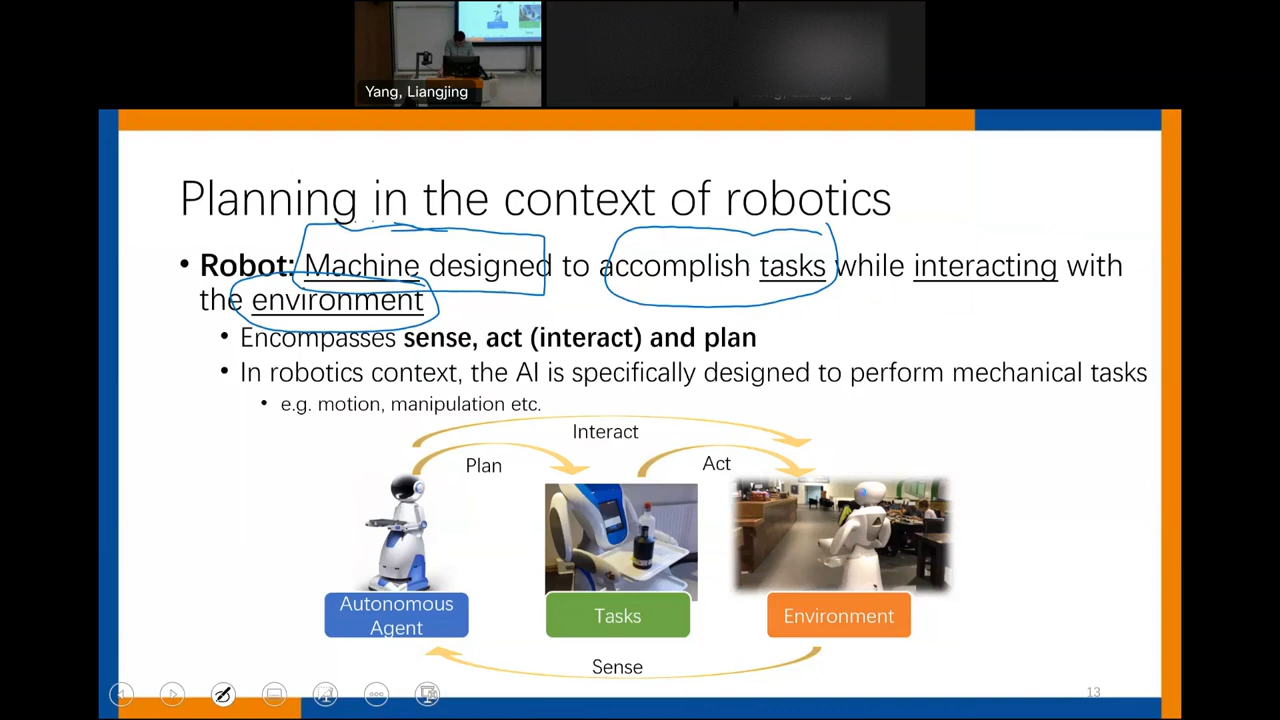 Yang, Liangjing
Planning in the context of robotics
• Robot: Machine designed to accomplish tasks while interacting with
the environment
• Encompasses sense, act (interact) and plan
• In robotics context, the AI is specifically designed to perform mechanical tasks
• e.g. motion, manipulation etc.
Interact
Plan
Act
Autonomous
Agent
Tasks
Environment
Sense
13